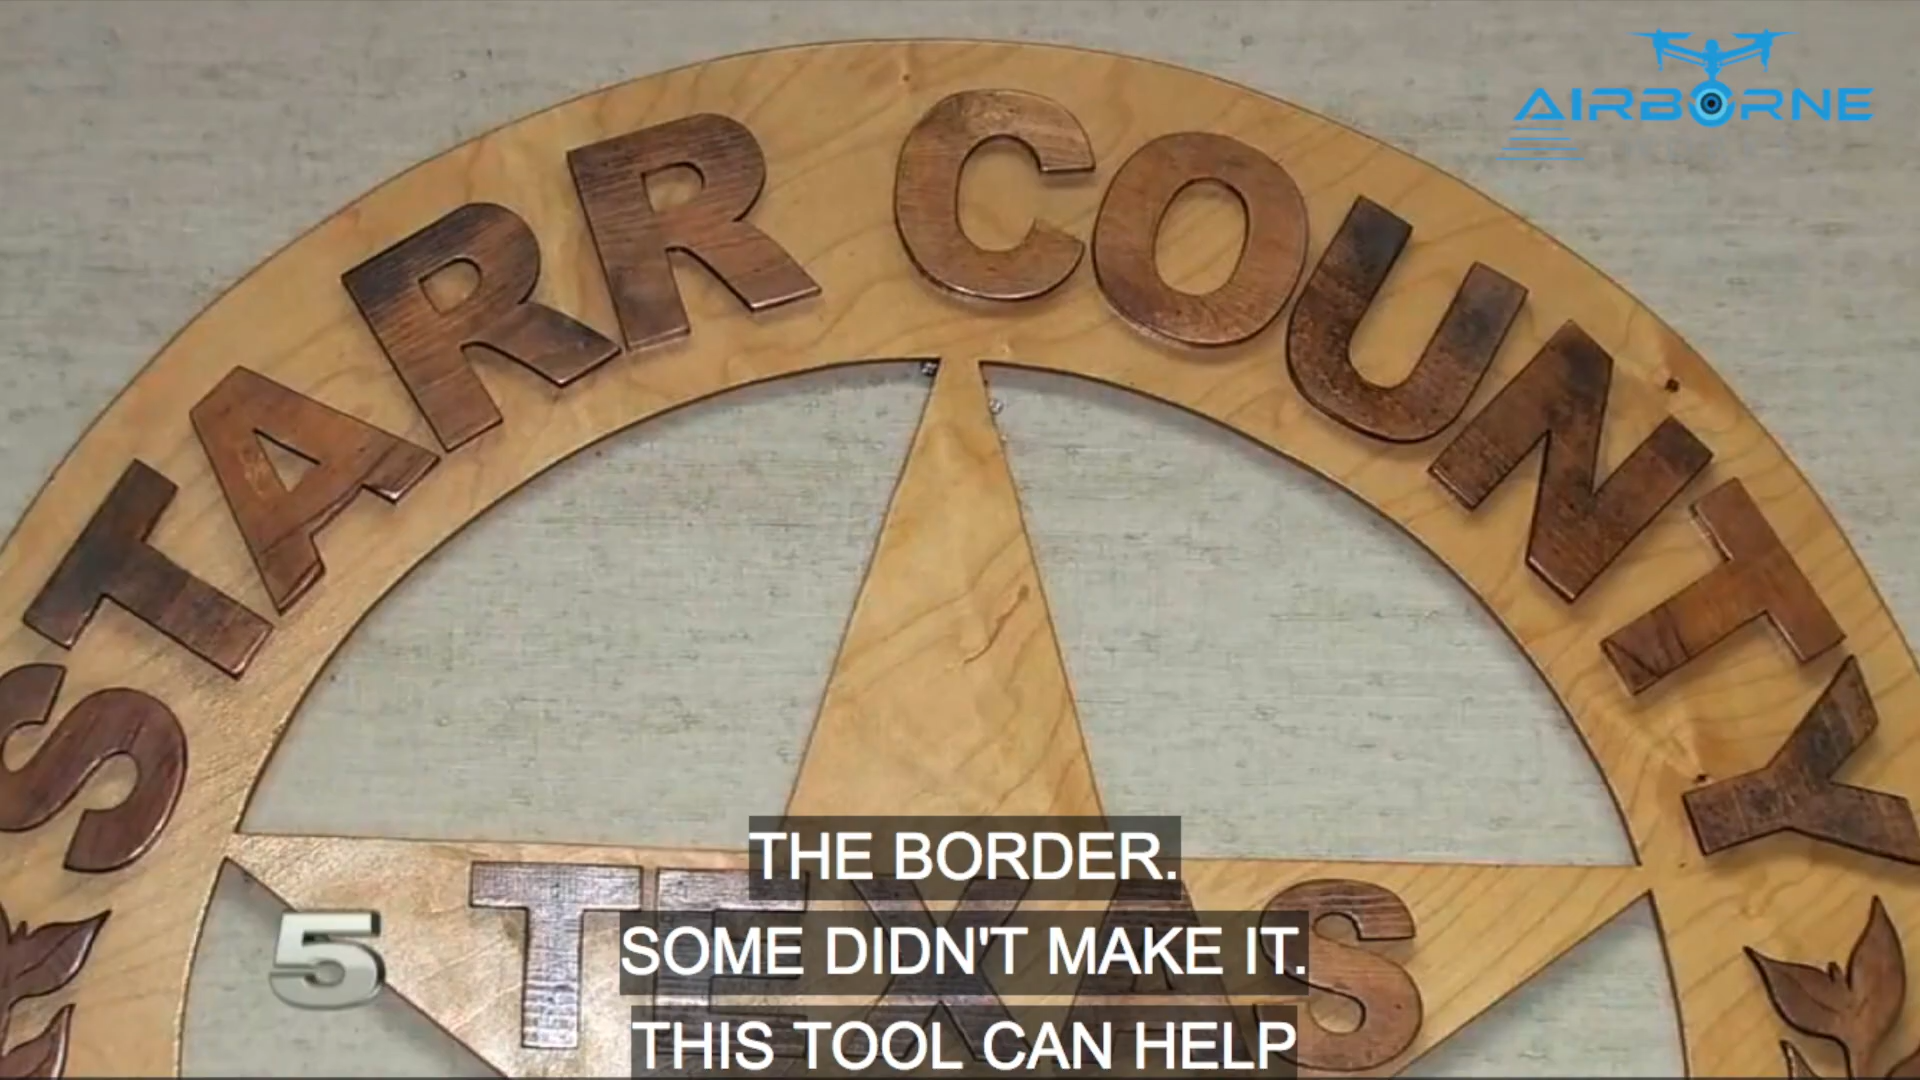 AIRBORNE
STARR COUNTY
TEXAS
5
THE BORDER.
SOME DIDN'T MAKE IT.
THIS TOOL CAN HELP